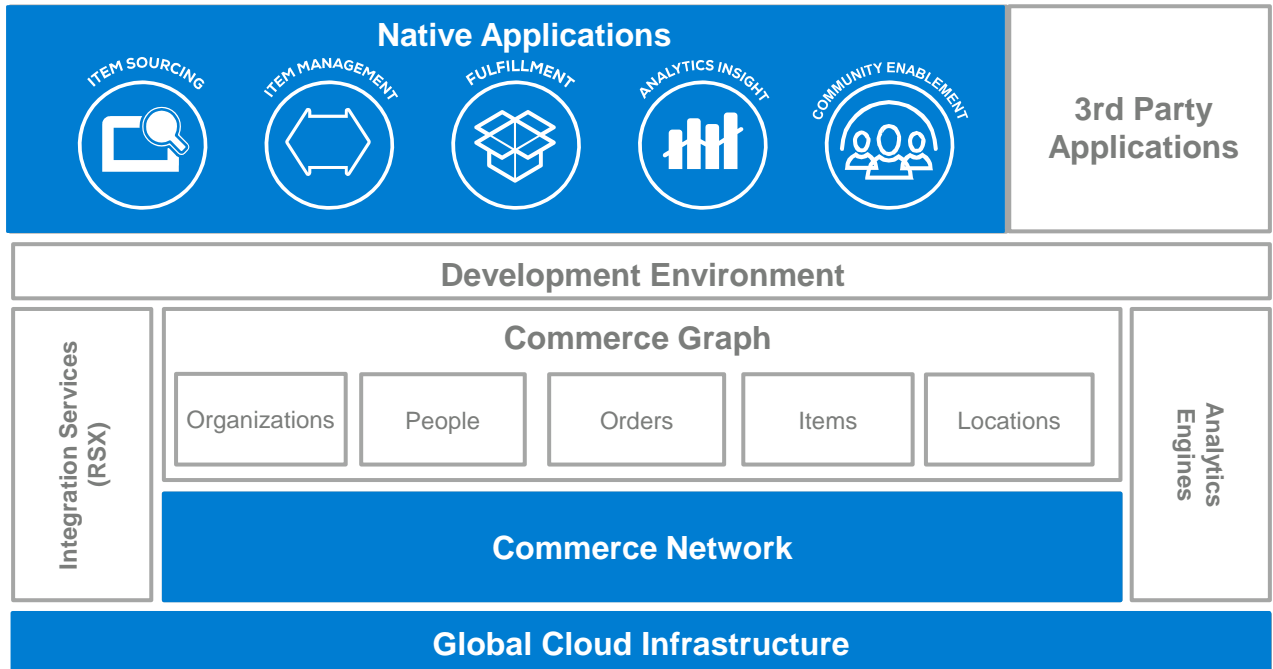 Native Applications
ITEM SOURCING
ITEM MANAGEMENT
FULFILLMENT
ANALYTICS INSIGHT
COMMUNITY ENABLEMENT
3rd Party
Applications
Development Environment
Integration Services
(RSX)
Commerce Graph
Organizations
People
Orders
Items
Locations
Analytics
Engines
Commerce Network
Global Cloud Infrastructure